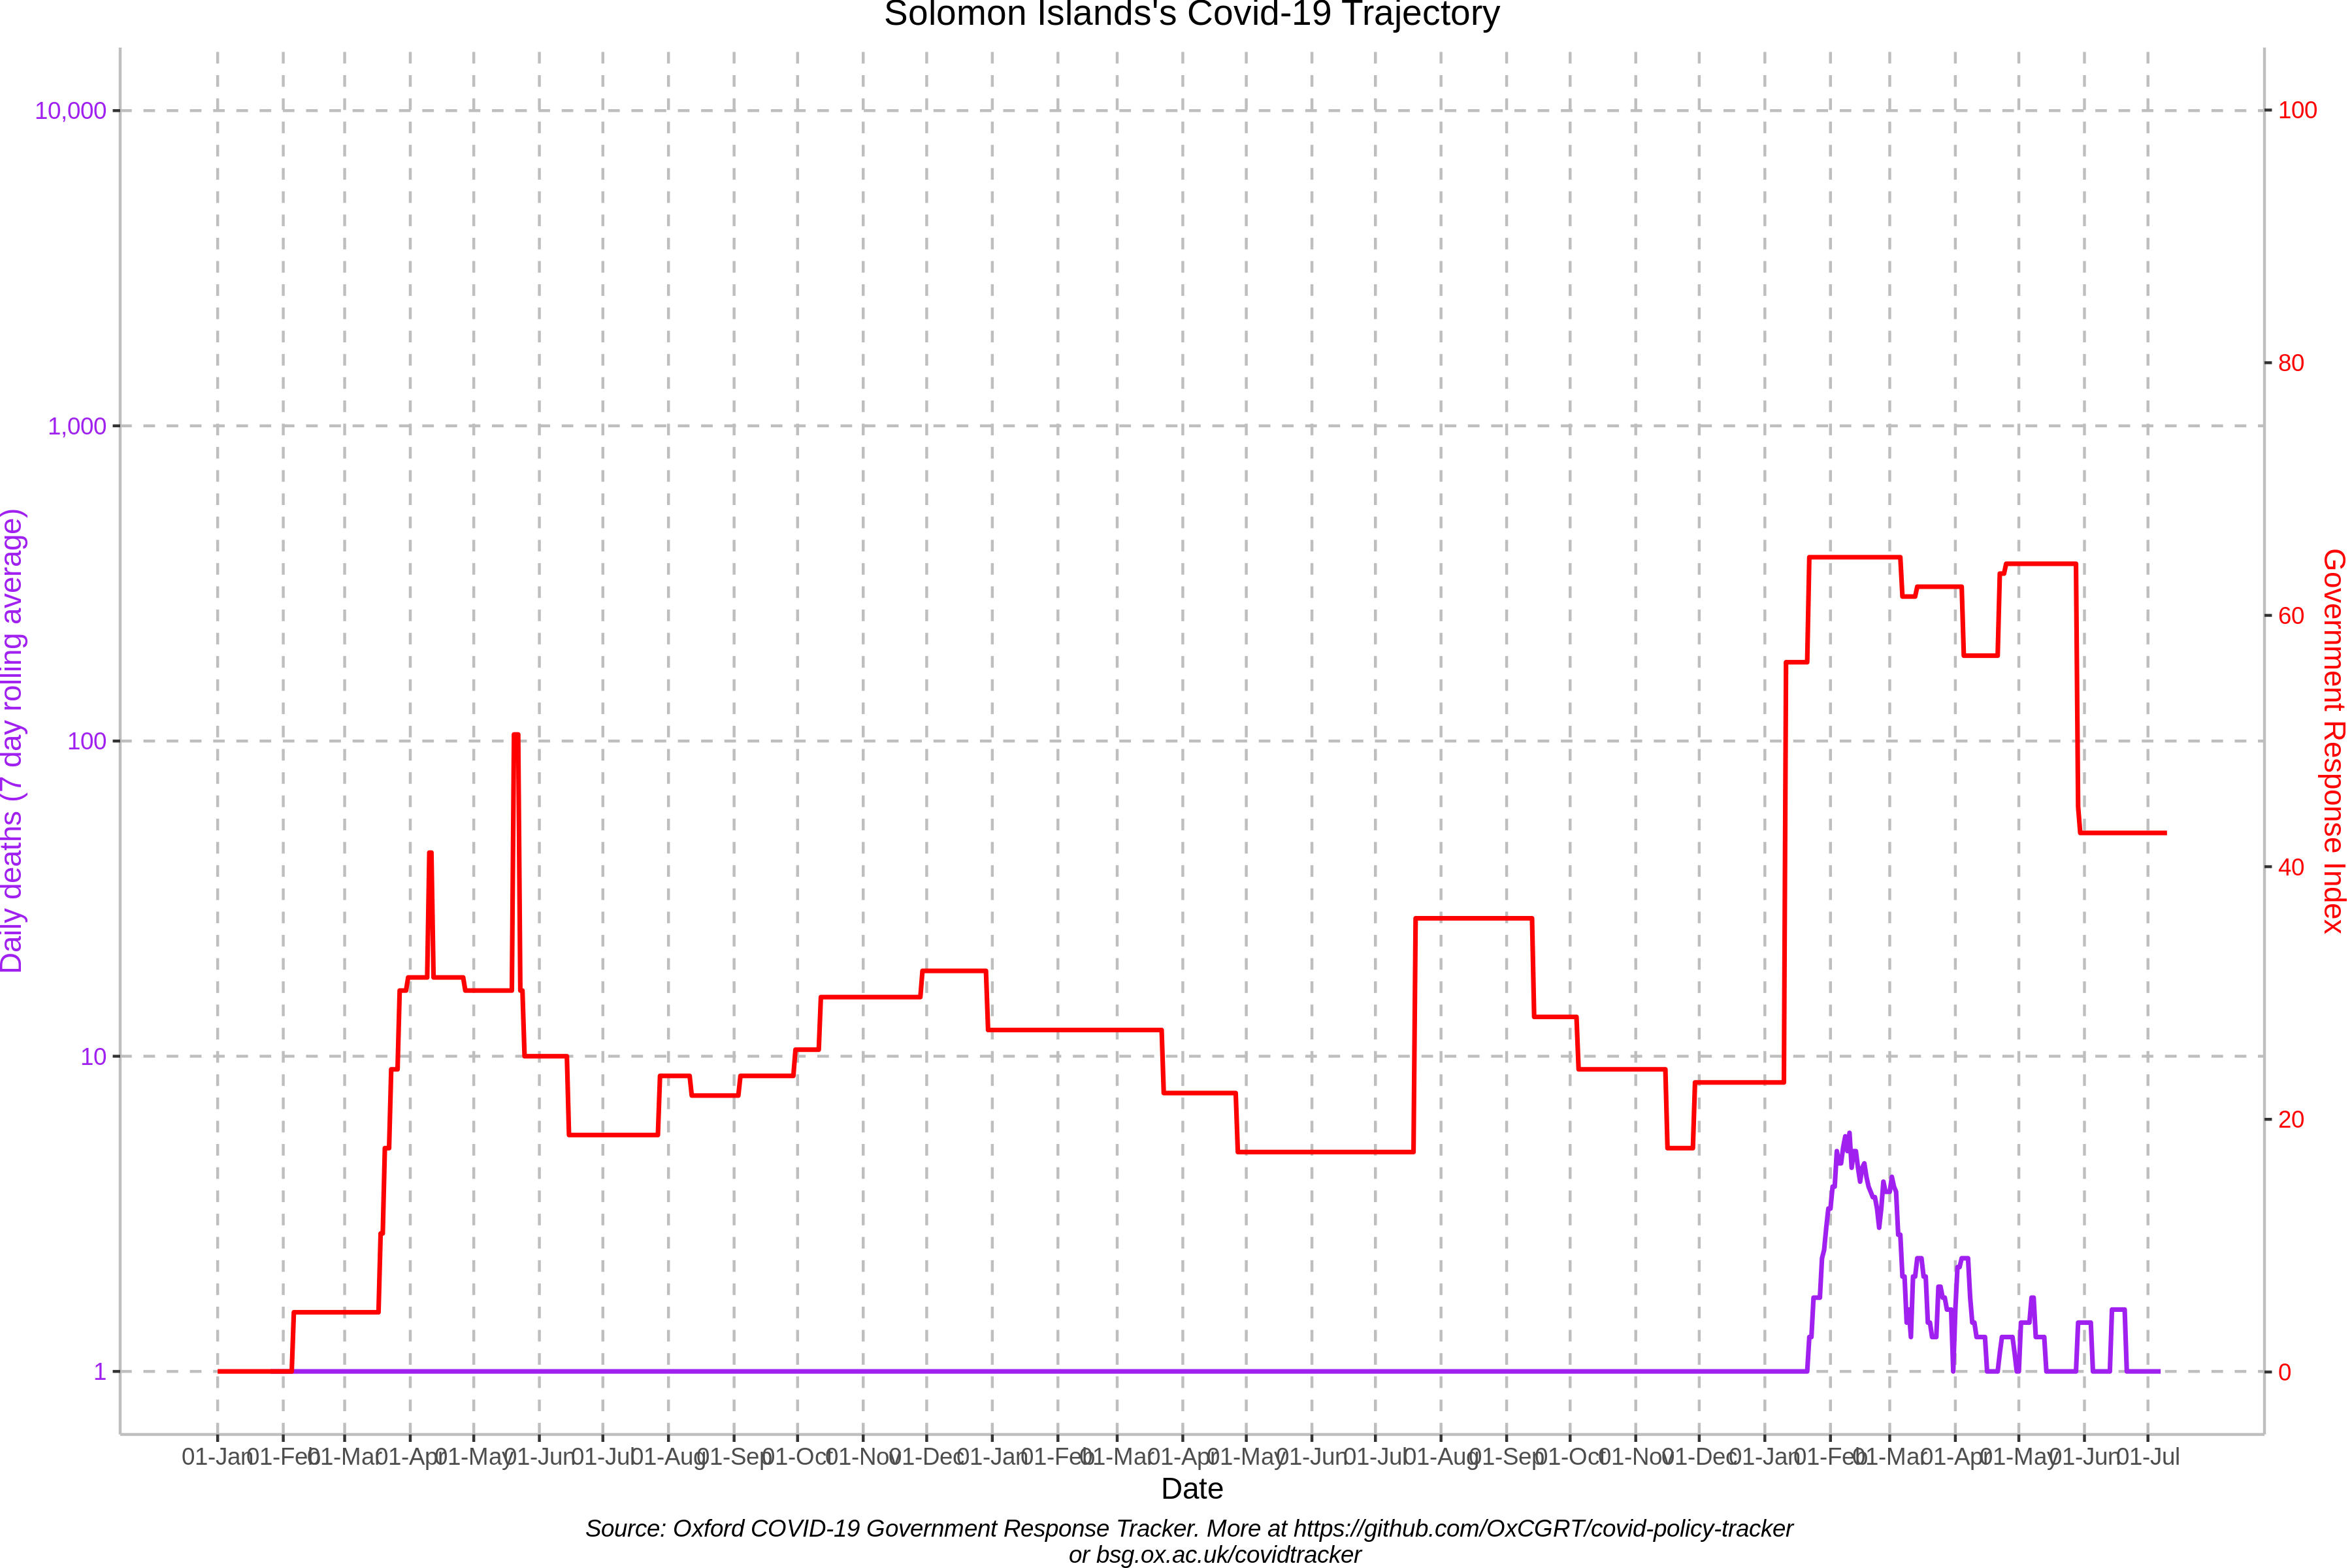 Solomon Islands's Covid-19 Trajectory
10,000
1,000
100
10
1
Daily deaths (7 day rolling average)
100
80
60
40
20
0
Government Response Index
01-Jan 01-Feb 01-Mar 01-Apr 01-May 01-Jun 01-Jul 01-Aug 01-Sep 01-Oct 01-Nov 01-Dec 01-Jan 01-Feb 01-Mar 01-Apr 01-May 01-Jun 01-Jul 01-Aug 01-Sep 01-Oct 01-Nov 01-Dec 01-Jan 01-Feb 01-Mar 01-Apr 01-May 01-Jun 01-Jul
Date
Source: Oxford COVID-19 Government Response Tracker. More at https://github.com/OxCGRT/covid-policy-tracker
or bsg.ox.ac.uk/covidtracker